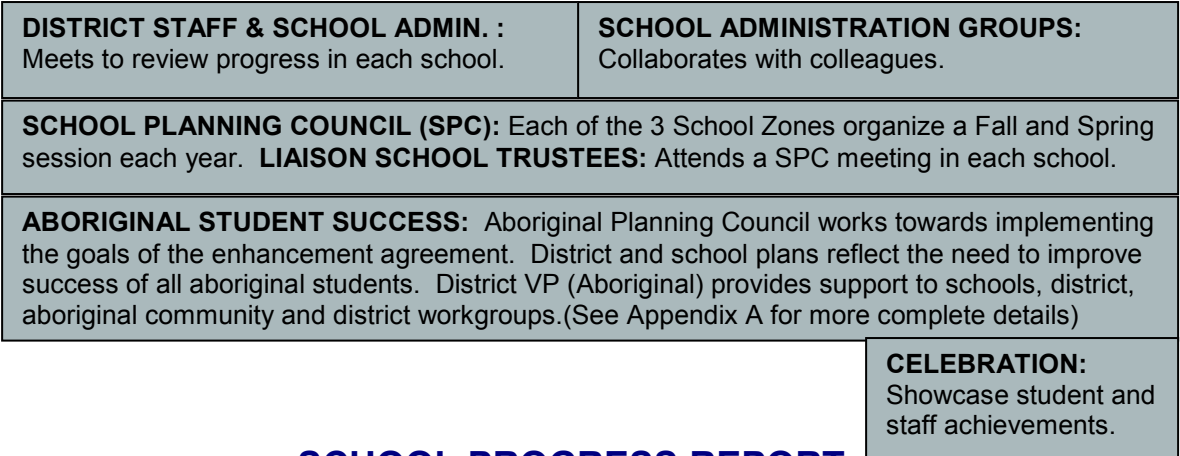 DISTRICT STAFF & SCHOOL ADMIN. :
Meets to review progress in each school.
SCHOOL ADMINISTRATION GROUPS:
Collaborates with colleagues.
SCHOOL PLANNING COUNCIL (SPC): Each of the 3 School Zones organize a Fall and Spring
session each year. LIAISON SCHOOL TRUSTEES: Attends a SPC meeting in each school.
ABORIGINAL STUDENT SUCCESS: Aboriginal Planning Council works towards implementing
the goals of the enhancement agreement. District and school plans reflect the need to improve
success of all aboriginal students. District VP (Aboriginal) provides support to schools, district,
aboriginal community and district workgroups.(See Appendix A for more complete details)
CELEBRATION:
Showcase student and
staff achievements.
SCHOOL PROGRESS REPORT